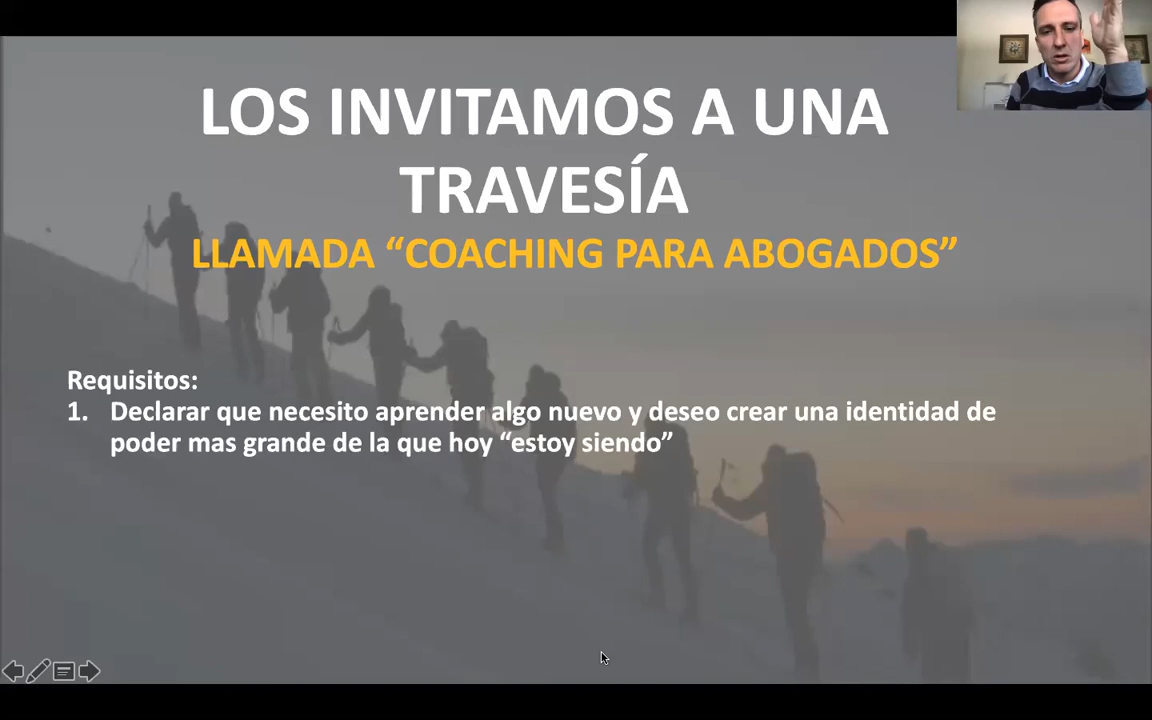 LOS INVITAMOS A UNA
TRAVESÍA
LLAMADA “COACHING PARA ABOGADOS”
Requisitos:
1. Declarar que necesito aprender algo nuevo y deseo crear una identidad de
poder mas grande de la que hoy “estoy siendo”